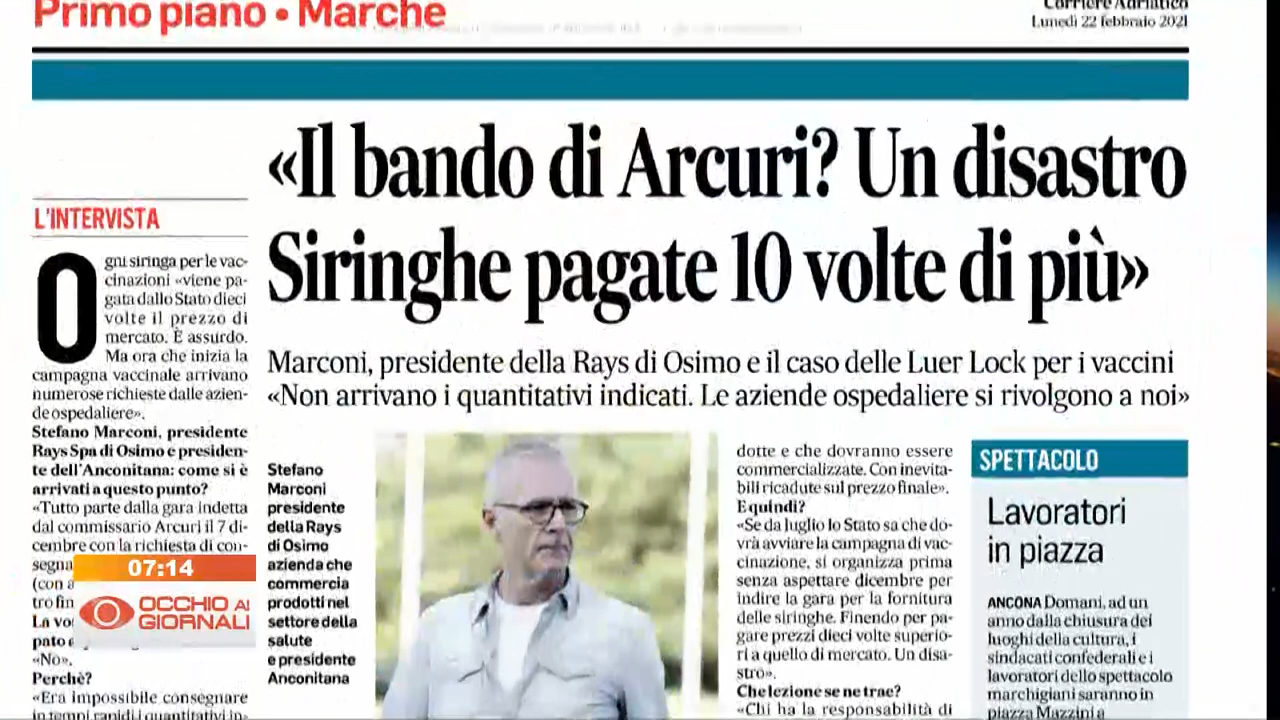 Primo piano • Marche
Corriere Adriatico
Lunedì 22 febbraio 2021
«Il bando di Arcuri? Un disastro
Siringhe pagate 10 volte di più»
Marconi, presidente della Rays di Osimo e il caso delle Luer Lock per i vaccini
«Non arrivano i quantitativi indicati. Le aziende ospedaliere si rivolgono a noi»
L'INTERVISTA
Ogni siringa per le vac-
cinazioni «viene pa-
gata dallo Stato dieci
volte il prezzo di
mercato. È assurdo.
Ma ora che inizia la
campagna vaccinale arrivano
numerose richieste dalle azien-
de ospedaliere».
Stefano Marconi, presidente
Rays Spa di Osimo e presiden-
te dell'Anconitana: come si è
arrivati a questo punto?
«Tutto parte dalla gara indetta
dal commissario Arcuri il 7 di-
cembre con la richiesta di con-
segna
(con a
tro fin
La vo
pato
«No».
Perchè?
«Era impossibile consegnare
in tempi rapidi i quantitativi in-
07:14
OCCHIO AI
GIORNALI
Stefano
Marconi
presidente
della Rays
di Osimo
azienda che
commercia
prodotti nel
settore della
salute
e presidente
Anconitana
dotte e che dovranno essere
commercializzate. Con inevita-
bili ricadute sul prezzo finale».
E quindi?
«Se da luglio lo Stato sa che do-
vrà avviare la campagna di vac-
cinazione, si organizza prima
senza aspettare dicembre per
indire la gara per la fornitura
delle siringhe. Finendo per pa-
gare prezzi dieci volte superio-
ri a quello di mercato. Un disa-
stro».
Che lezione se ne trae?
«Chi ha la responsabilità di
SPETTACOLO
Lavoratori
in piazza
ANCONA Domani, ad un
anno dalla chiusura dei
luoghi della cultura, i
sindacati confederali e i
lavoratori dello spettacolo
marchigiani saranno in
piazza Mazzini a